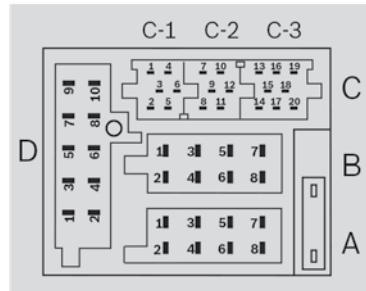 C-1 C-2 C-3
1 4 7 10 13 16 19
3 6 9 12 15 18
2 5 8 11 14 17 20
C
9 10
7 8
D 5 6
3 4
1 2
1 3 5 7
2 4 6 8
B
1 3 5 7
2 4 6 8
A